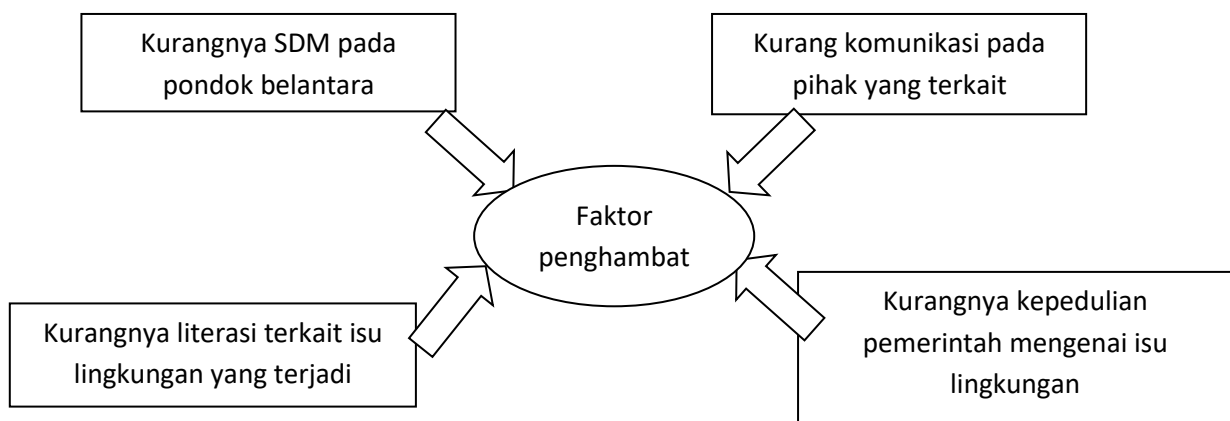 Kurangnya SDM pada
pondok belantara
Kurang komunikasi pada
pihak yang terkait
Faktor
penghambat
Kurangnya literasi terkait isu
lingkungan yang terjadi
Kurangnya kepedulian
pemerintah mengenai isu
lingkungan